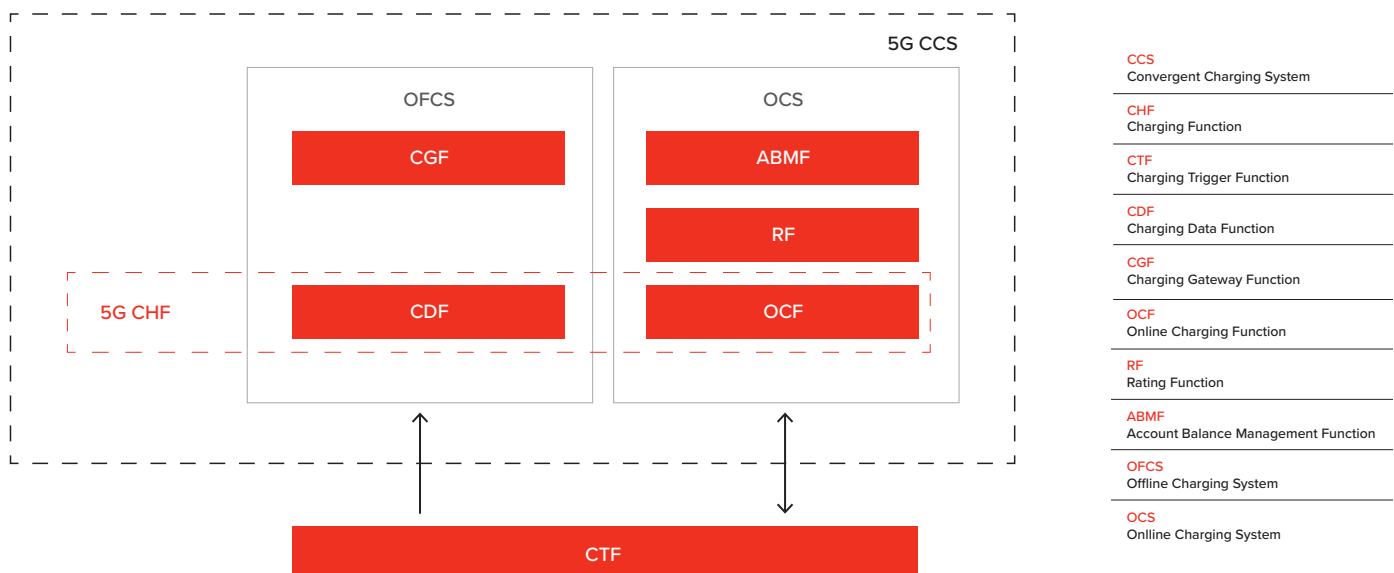 5G CCS
OFCS
OCS
CGF
ABMF
RF
5G CHF
CDF
OCF
CTF
CCS
Convergent Charging System
CHF
Charging Function
CTF
Charging Trigger Function
CDF
Charging Data Function
CGF
Charging Gateway Function
OCF
Online Charging Function
RF
Rating Function
ABMF
Account Balance Management Function
OFCS
Offline Charging System
OCS
Onlline Charging System